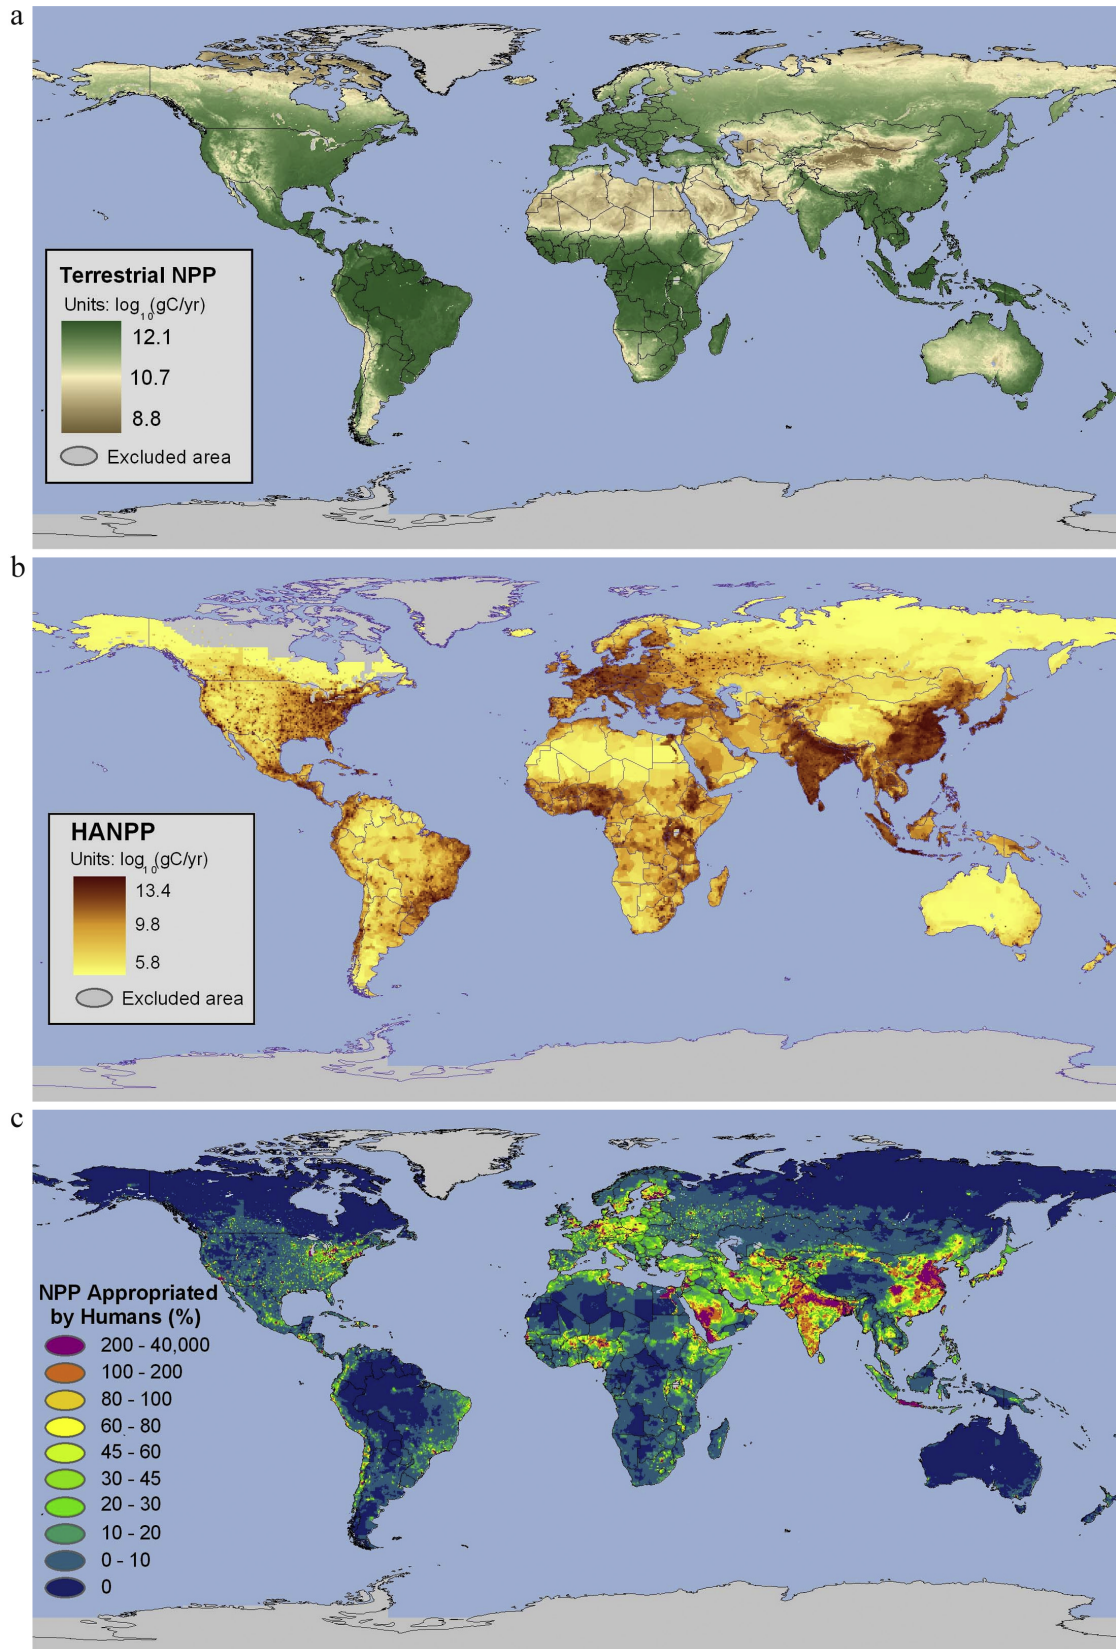 a
Terrestrial NPP
Units: log10(gC/yr)
12.1
10.7
8.8
Excluded area
b
HANPP
Units: log10(gC/yr)
13.4
9.8
5.8
Excluded area
c
NPP Appropriated
by Humans (%)
200 - 40,000
100 - 200
80 - 100
60 - 80
45 - 60
30 - 45
20 - 30
10 - 20
0 - 10
0